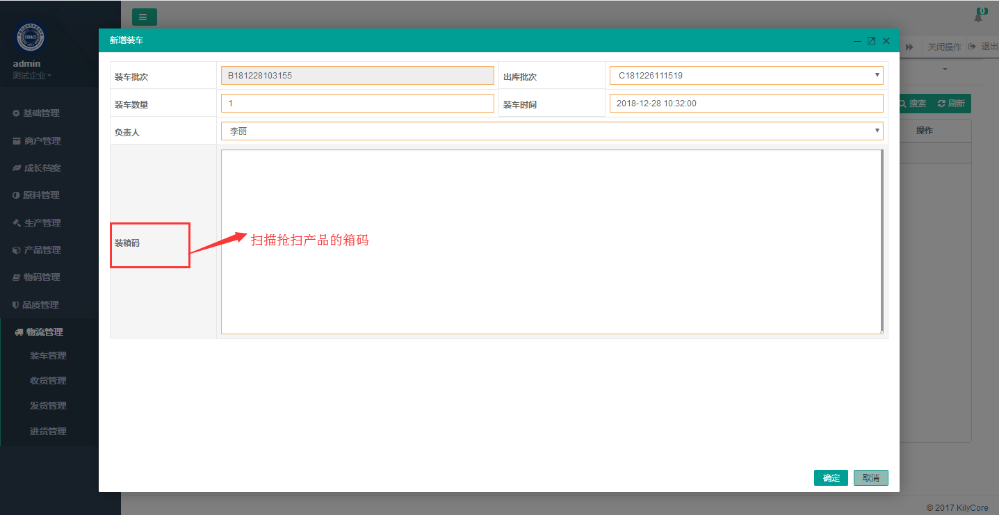 0
新增装车
admin
测试企业
关闭操作
退出
装车批次
B181228103155
出库批次
C181226111519
装车数量
1
装车时间
2018-12-28 10:32:00
搜索
刷新
负责人
李丽
操作
基础管理
商户管理
成长档案
原料管理
生产管理
产品管理
物码管理
品质管理
物流管理
装车管理
收货管理
发货管理
进货管理
装箱码
扫描抢扫产品的箱码
确定
取消
© 2017 KilyCore